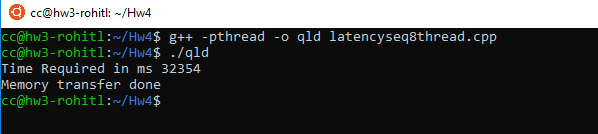 cc@hw3-rohitl: ~/Hw4
cc@hw3-rohitl:~/Hw4$ g++ -pthread -o qld latencyseq8thread.cpp
cc@hw3-rohitl:~/Hw4$ ./qld
Time Required in ms 32354
Memory transfer done
cc@hw3-rohitl:~/Hw4$